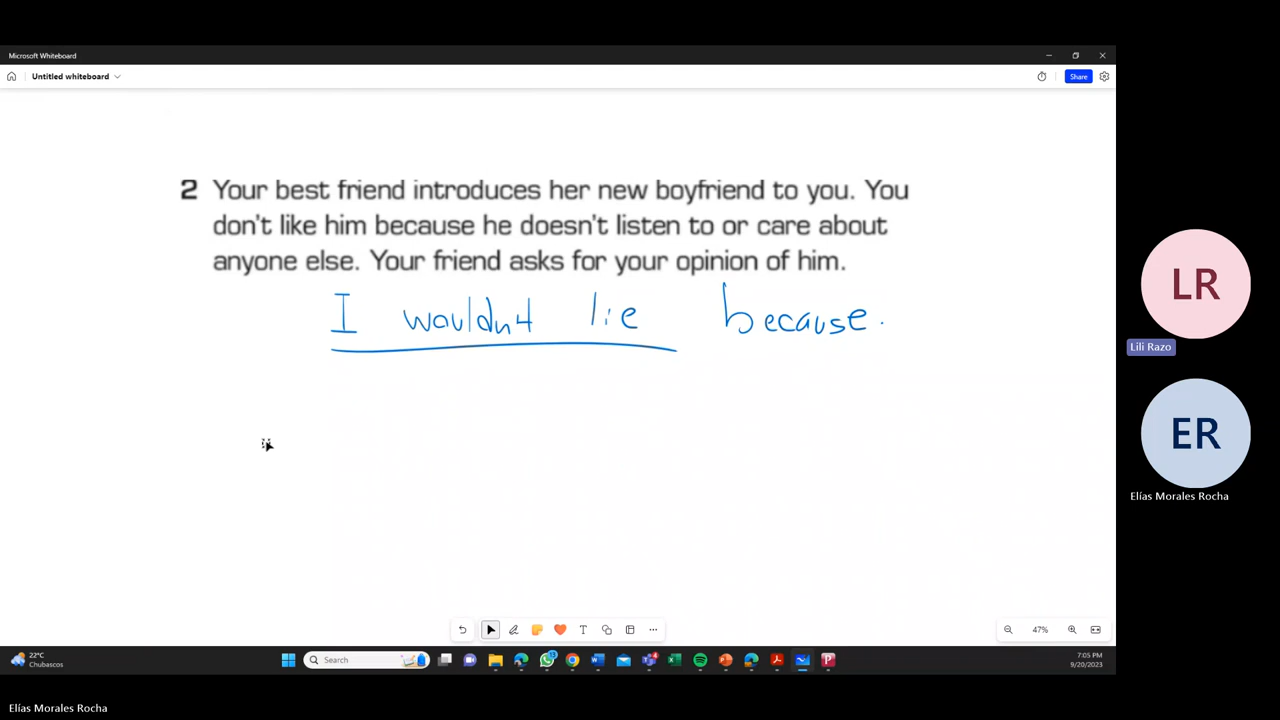 Microsoft Whiteboard
Untitled whiteboard
Share
2 Your best friend introduces her new boyfriend to you. You
don't like him because he doesn't listen to or care about
anyone else. Your friend asks for your opinion of him.
I wouldn't lie because.
LR
Lili Razo
ER
Elías Morales Rocha
47%
22°C
Chubascos
Search
7:05 PM
9/20/2023
Elías Morales Rocha